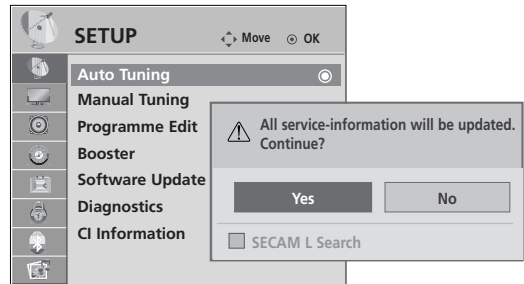 SETUP
Move OK
Auto Tuning
Manual Tuning
Programme Edit
Booster
Software Update
Diagnostics
CI Information
All service-information will be updated.
Continue?
Yes No
SECAM L Search